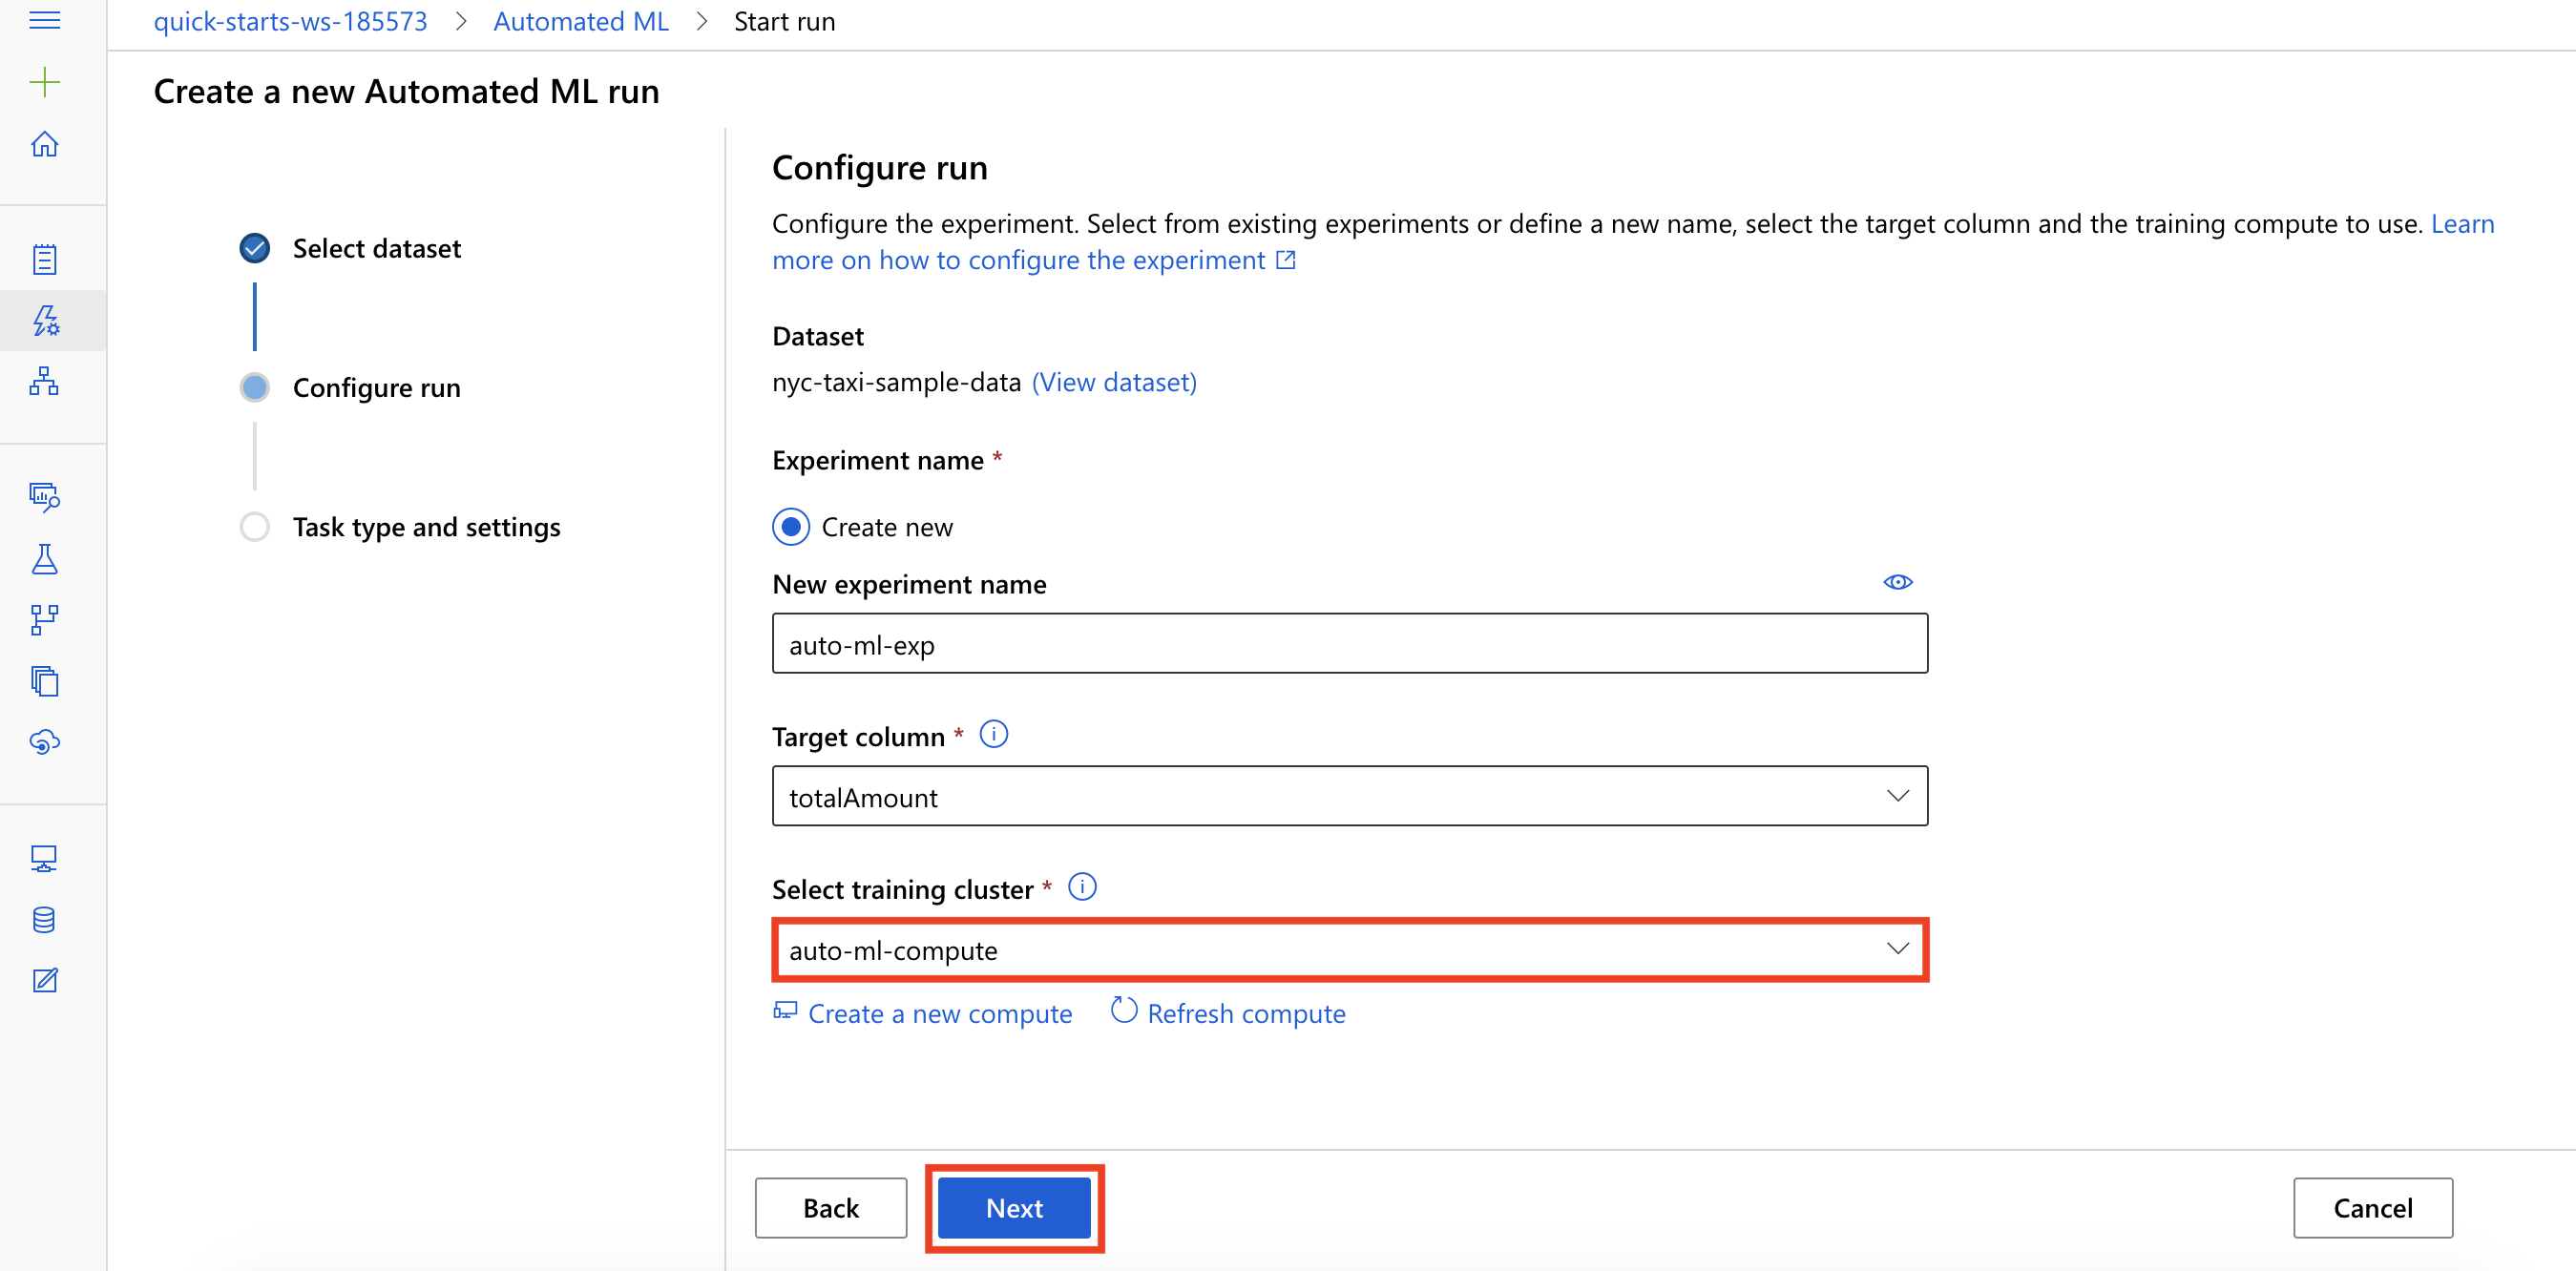 quick-starts-ws-185573 > Automated ML > Start run
Create a new Automated ML run
Select dataset
Configure run
Task type and settings
Configure run
Configure the experiment. Select from existing experiments or define a new name, select the target column and the training compute to use. Learn
more on how to configure the experiment
Dataset
nyc-taxi-sample-data (View dataset)
Experiment name *
Create new
New experiment name
auto-ml-exp
Target column *
totalAmount
Select training cluster *
auto-ml-compute
Create a new compute Refresh compute
Back Next Cancel